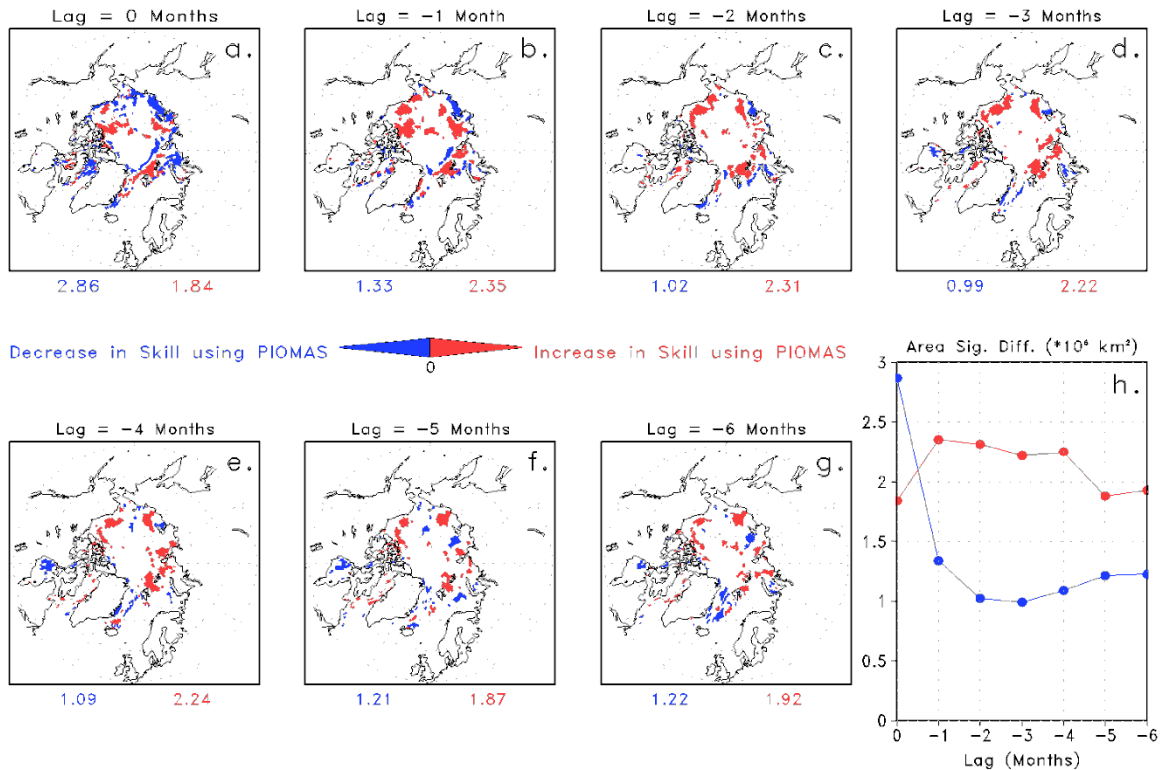 Lag = 0 Months
Lag = −1 Month
Lag = −2 Months
Lag = −3 Months
a.
b.
c.
d.
2.86 1.84
1.33 2.35
1.02 2.31
0.99 2.22
Decrease in Skill using PIOMAS
0
Increase in Skill using PIOMAS
Lag = −4 Months
Lag = −5 Months
Lag = −6 Months
e.
f.
g.
1.09 2.24
1.21 1.87
1.22 1.92
Area Sig. Diff. (*10⁶ km²)
h.
3
2.5
2
1.5
1
0.5
0
0 −1 −2 −3 −4 −5 −6
Lag (Months)